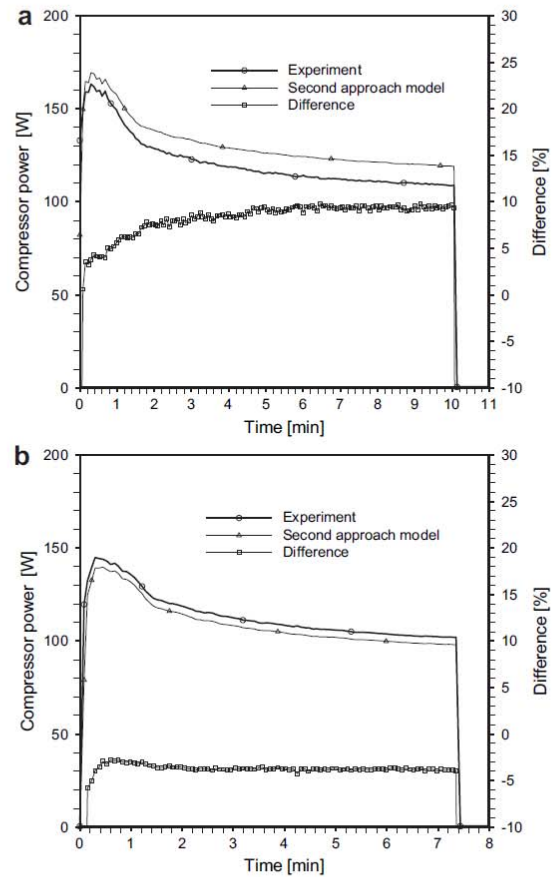 a
200
150
100
50
0
Compressor power [W]
Experiment
Second approach model
Difference
30
25
20
15
10
5
0
-5
-10
Difference [%]
0 1 2 3 4 5 6 7 8 9 10 11
Time [min]
b
200
150
100
50
0
Compressor power [W]
Experiment
Second approach model
Difference
30
25
20
15
10
5
0
-5
-10
Difference [%]
0 1 2 3 4 5 6 7 8
Time [min]